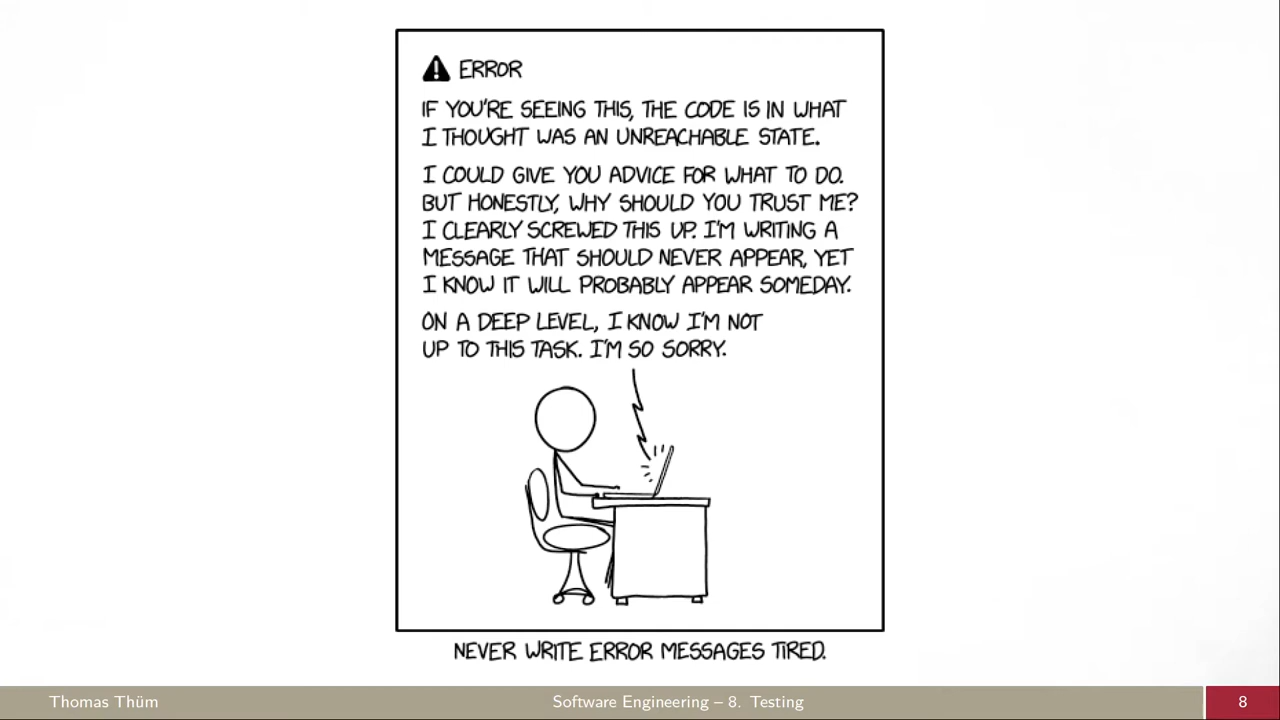 ERROR
IF YOU'RE SEEING THIS, THE CODE IS IN WHAT
I THOUGHT WAS AN UNREACHABLE STATE.
I COULD GIVE YOU ADVICE FOR WHAT TO DO.
BUT HONESTLY, WHY SHOULD YOU TRUST ME?
I CLEARLY SCREWED THIS UP. I'M WRITING A
MESSAGE THAT SHOULD NEVER APPEAR, YET
I KNOW IT WILL PROBABLY APPEAR SOMEDAY.
ON A DEEP LEVEL, I KNOW I'M NOT
UP TO THIS TASK. I'M SO SORRY.
NEVER WRITE ERROR MESSAGES TIRED.
Thomas Thüm
Software Engineering – 8. Testing
8